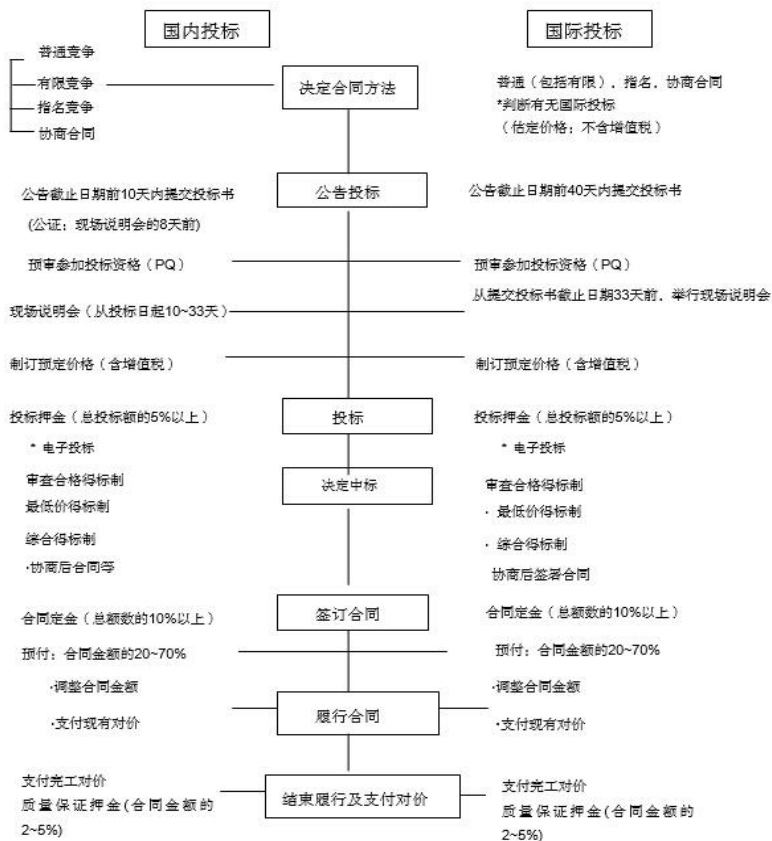 国内投标
国际投标
普通竞争
有限竞争
指名竞争
协商合同
决定合同方法
普通（包括有限）, 指名, 协商合同
*判断有无国际投标
（估定价格：不含增值税）
公告截止日期前10天内提交投标书
(公证：现场说明会的8天前)
公告投标
公告截止日期前40天内提交投标书
预审参加投标资格（PQ）
预审参加投标资格（PQ）
现场说明会（从投标日起10~33天）
从提交投标书截止日期33天前, 举行现场说明会
制订预定价格（含增值税）
制订预定价格（含增值税）
投标押金（总投标额的5%以上）
投标
投标押金（总投标额的5%以上）
* 电子投标
* 电子投标
审查合格得标制
决定中标
审查合格得标制
最低价得标制
· 最低价得标制
综合得标制
· 综合得标制
·协商后合同等
协商后签署合同
合同定金（总额数的10%以上）
签订合同
合同定金（总额数的10%以上）
预付：合同金额的20~70%
预付：合同金额的20~70%
·调整合同金额
·调整合同金额
·支付现有对价
履行合同
·支付现有对价
支付完工对价
质量保证押金(合同金额的
2~5%)
结束履行及支付对价
支付完工对价
质量保证押金(合同金额的
2~5%)